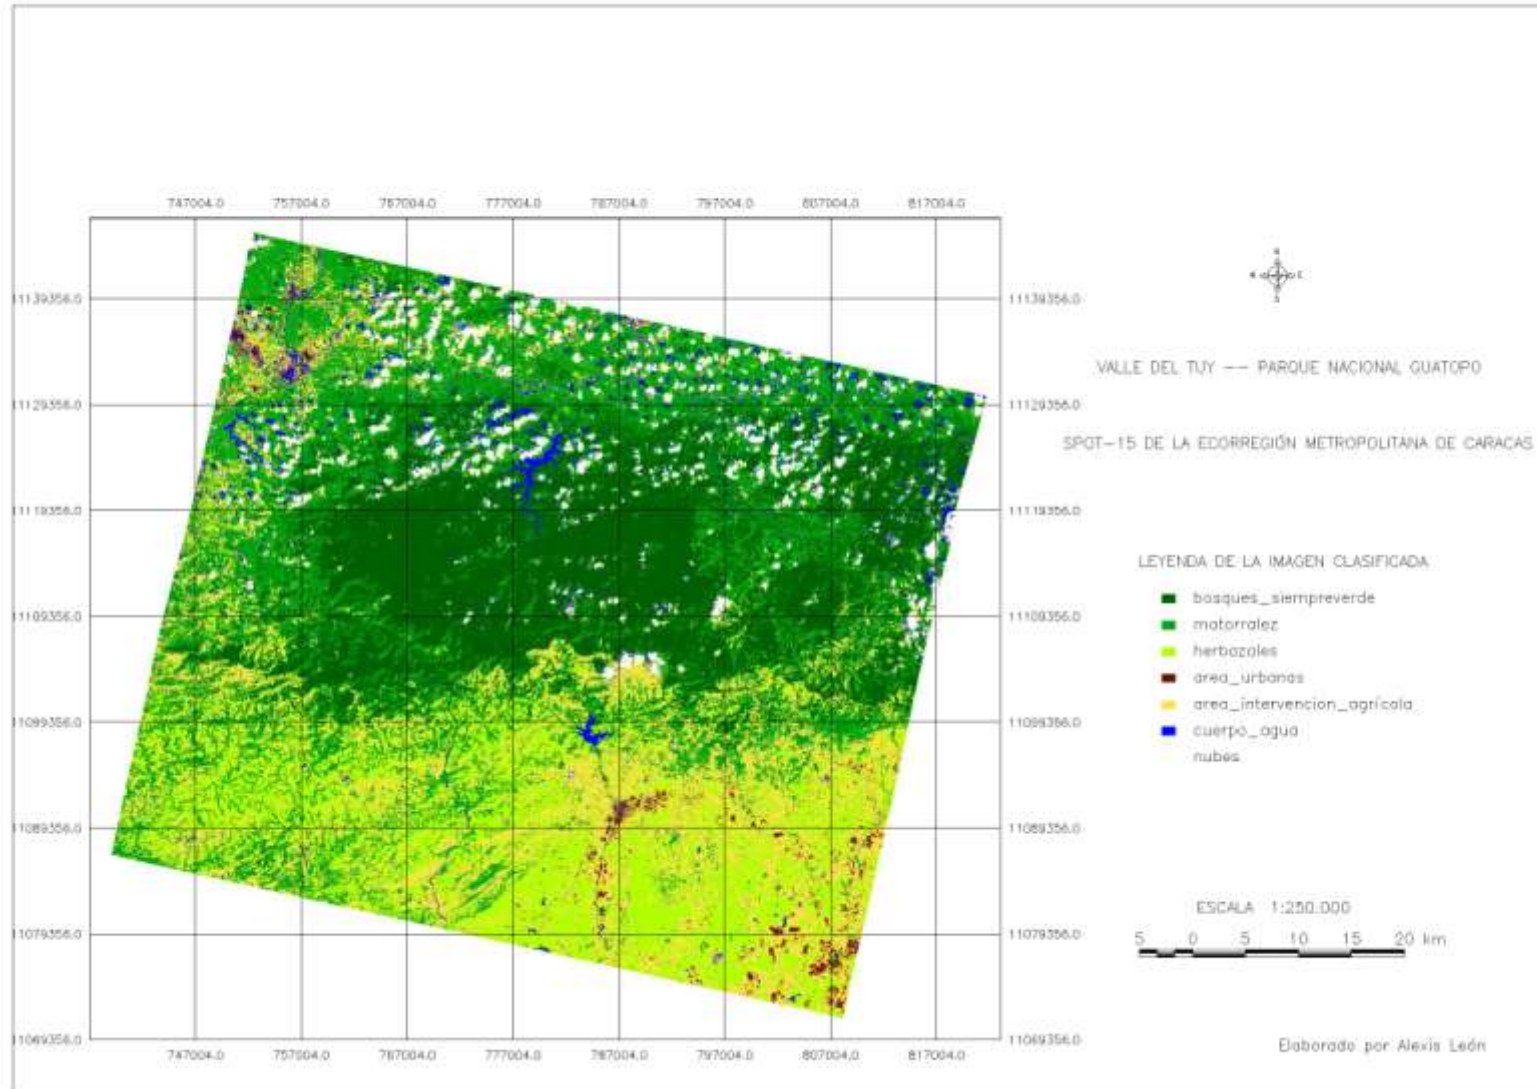 747004.0 757004.0 767004.0 777004.0 787004.0 797004.0 807004.0 817004.0
11139356.0 11139356.0
VALLE DEL TUY -- PARQUE NACIONAL GUATOPO
11129356.0 11129356.0
SPOT-15 DE LA ECORREGIÓN METROPOLITANA DE CARACAS
11119356.0 11119356.0
LEYENDA DE LA IMAGEN CLASIFICADA
bosques_siempreverde
11109356.0 11109356.0
matorralez
herbazales
area_urbanas
area_intervencion_agrícola
11099356.0 11099356.0
cuerpo_agua
nubes
11089356.0 11089356.0
ESCALA 1:250.000
11079356.0 11079356.0
5 0 5 10 15 20 km
11069356.0 11069356.0
747004.0 757004.0 767004.0 777004.0 787004.0 797004.0 807004.0 817004.0
Elaborado por Alexis León